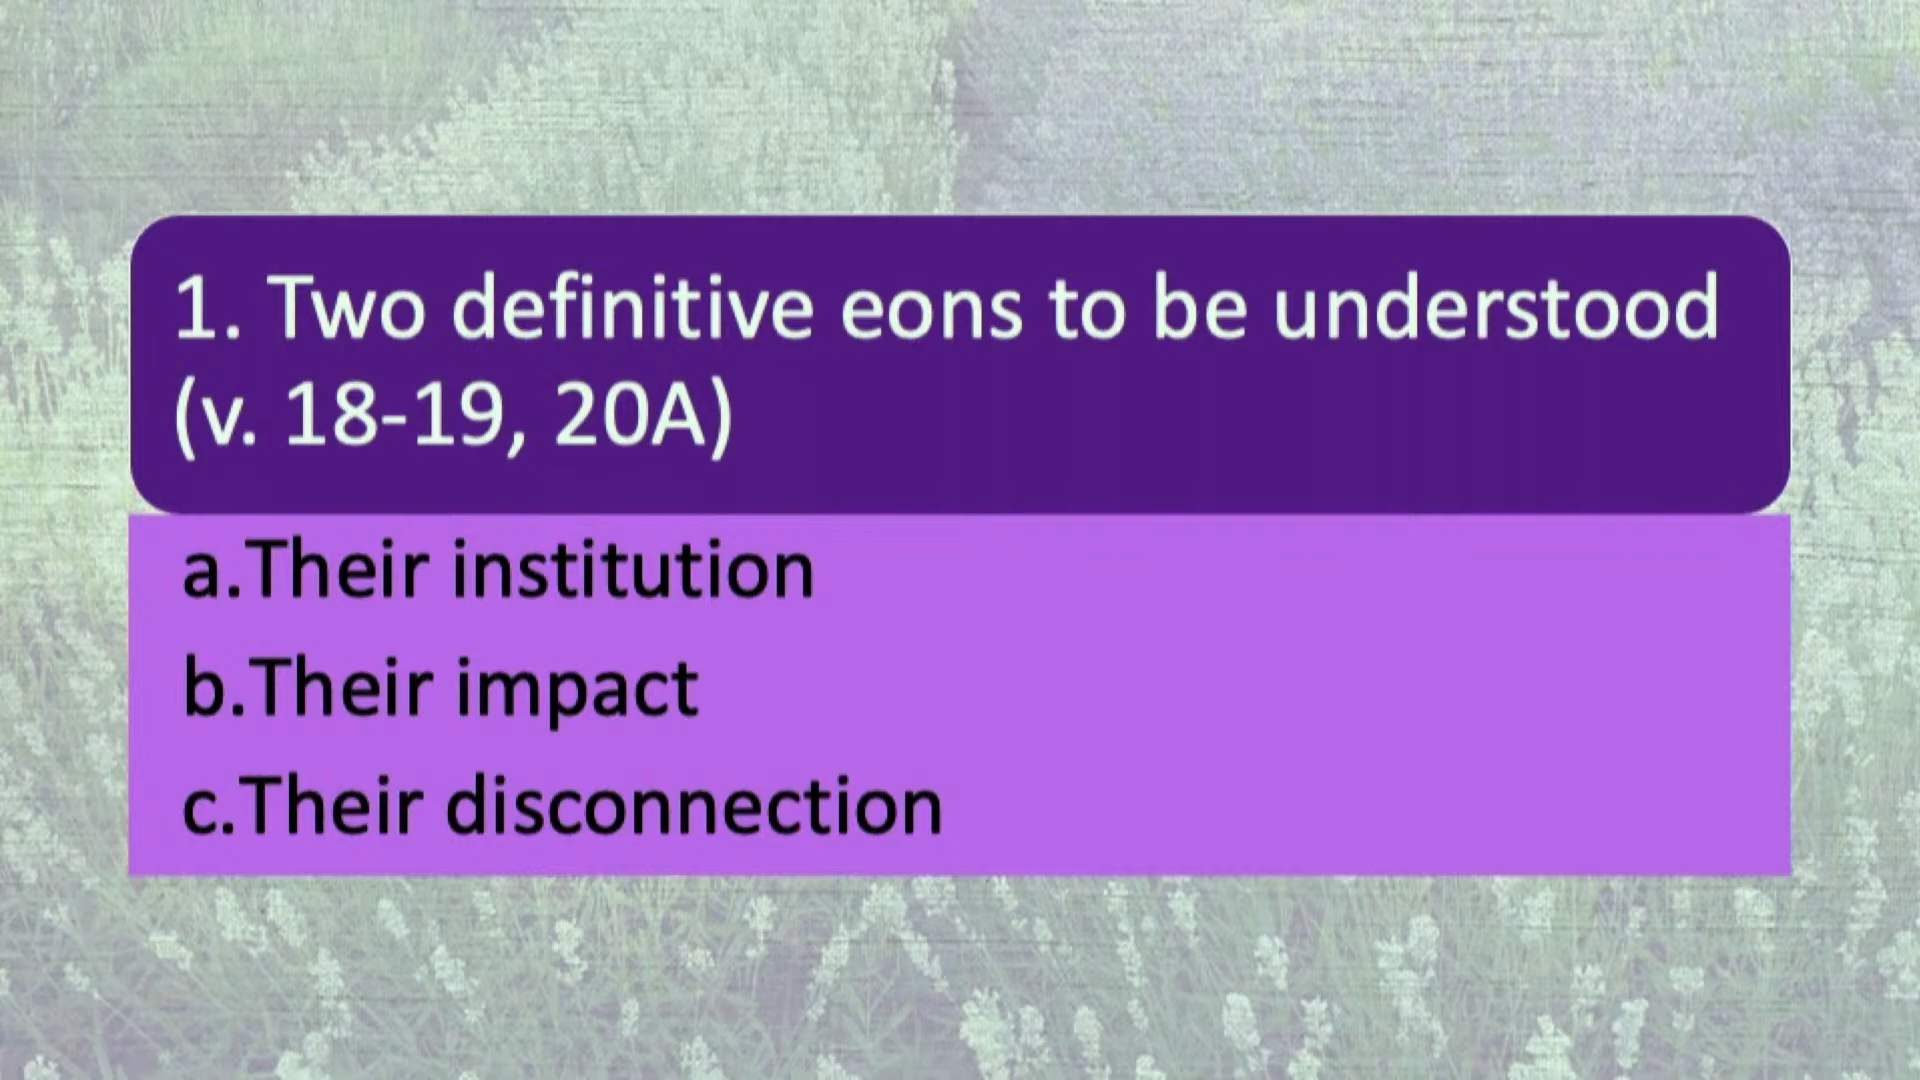 1. Two definitive eons to be understood
(v. 18-19, 20A)
a.Their institution
b.Their impact
c.Their disconnection